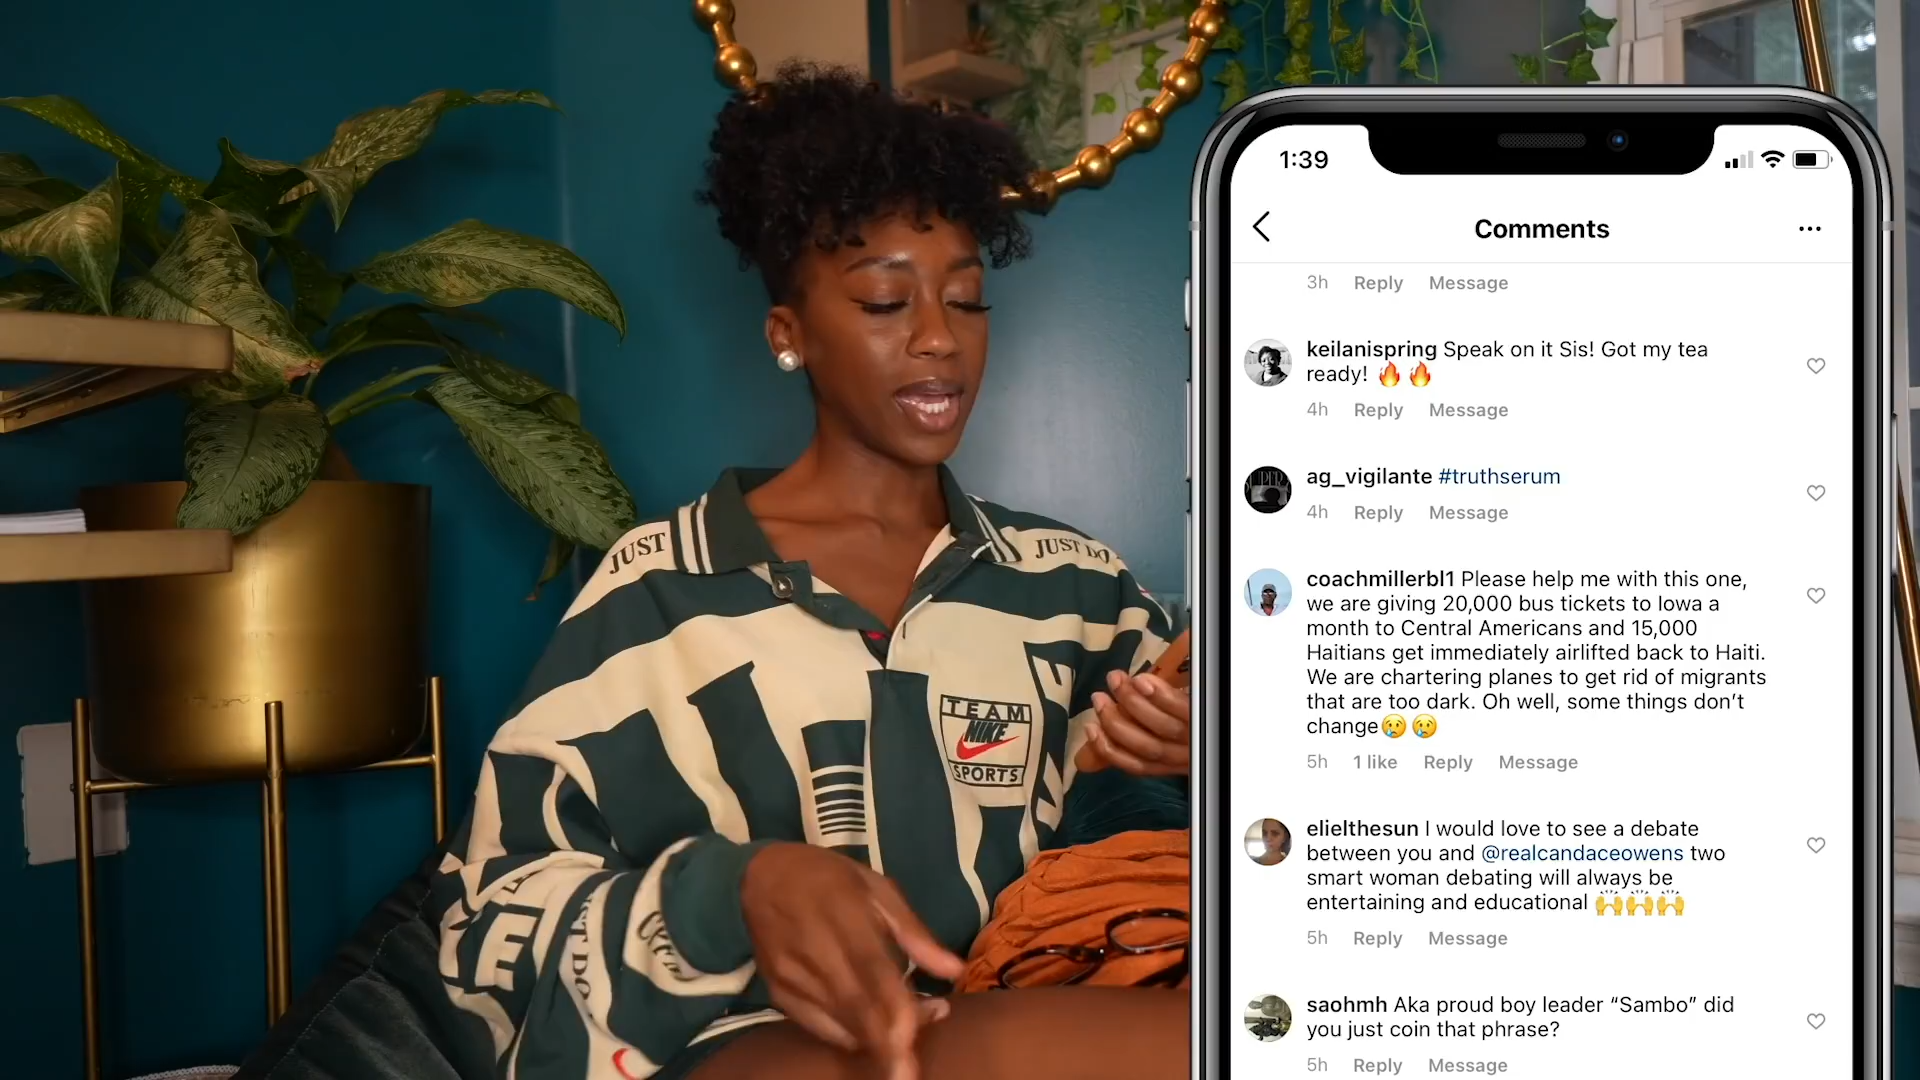 JUST
JUST DO
TEAM
NIKE
SPORTS
E
1:39
Comments
3h Reply Message
keilanispring Speak on it Sis! Got my tea
ready! 🔥 🔥
4h Reply Message
ag_vigilante #truthserum
4h Reply Message
coachmillerbl1 Please help me with this one,
we are giving 20,000 bus tickets to Iowa a
month to Central Americans and 15,000
Haitians get immediately airlifted back to Haiti.
We are chartering planes to get rid of migrants
that are too dark. Oh well, some things don’t
change😢 😢
5h 1 like Reply Message
elielthesun I would love to see a debate
between you and @realcandaceowens two
smart woman debating will always be
entertaining and educational 🙌🙌🙌
5h Reply Message
saohmh Aka proud boy leader “Sambo” did
you just coin that phrase?
5h Reply Message